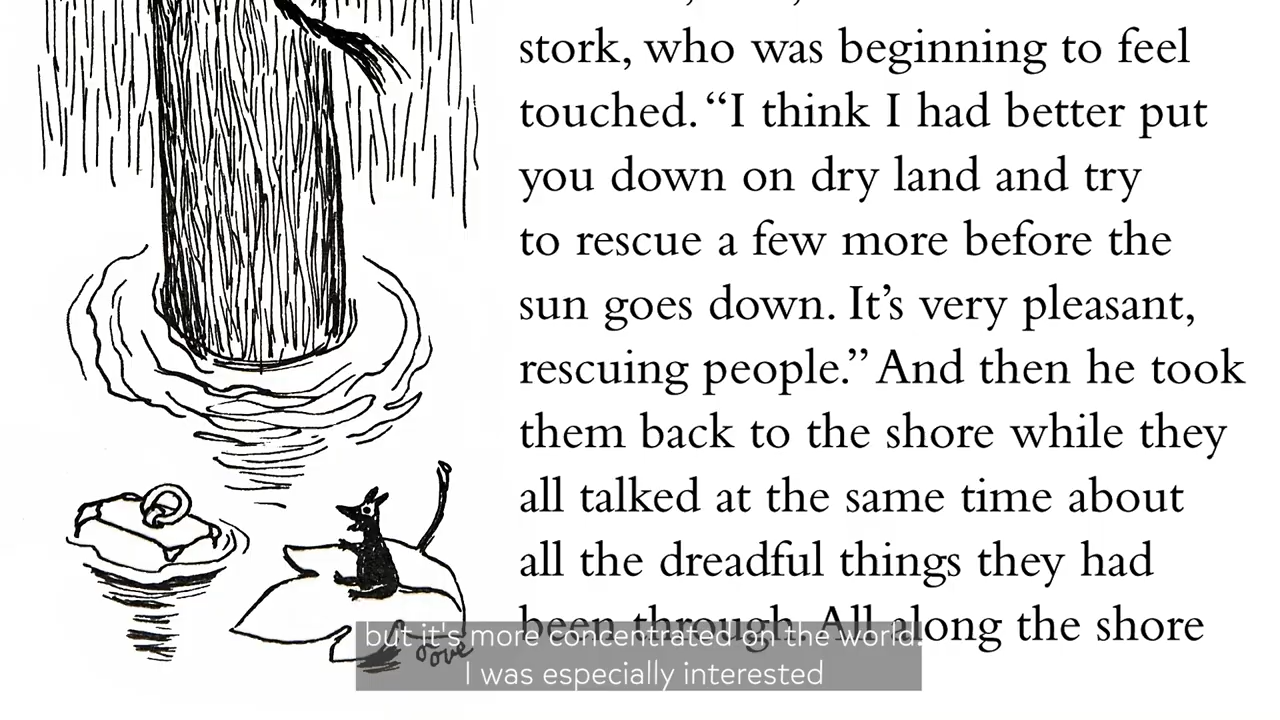 stork, who was beginning to feel
touched. “I think I had better put
you down on dry land and try
to rescue a few more before the
sun goes down. It’s very pleasant,
rescuing people.” And then he took
them back to the shore while they
all talked at the same time about
all the dreadful things they had
been through. All along the shore
but it's more concentrated on the world.
I was especially interested